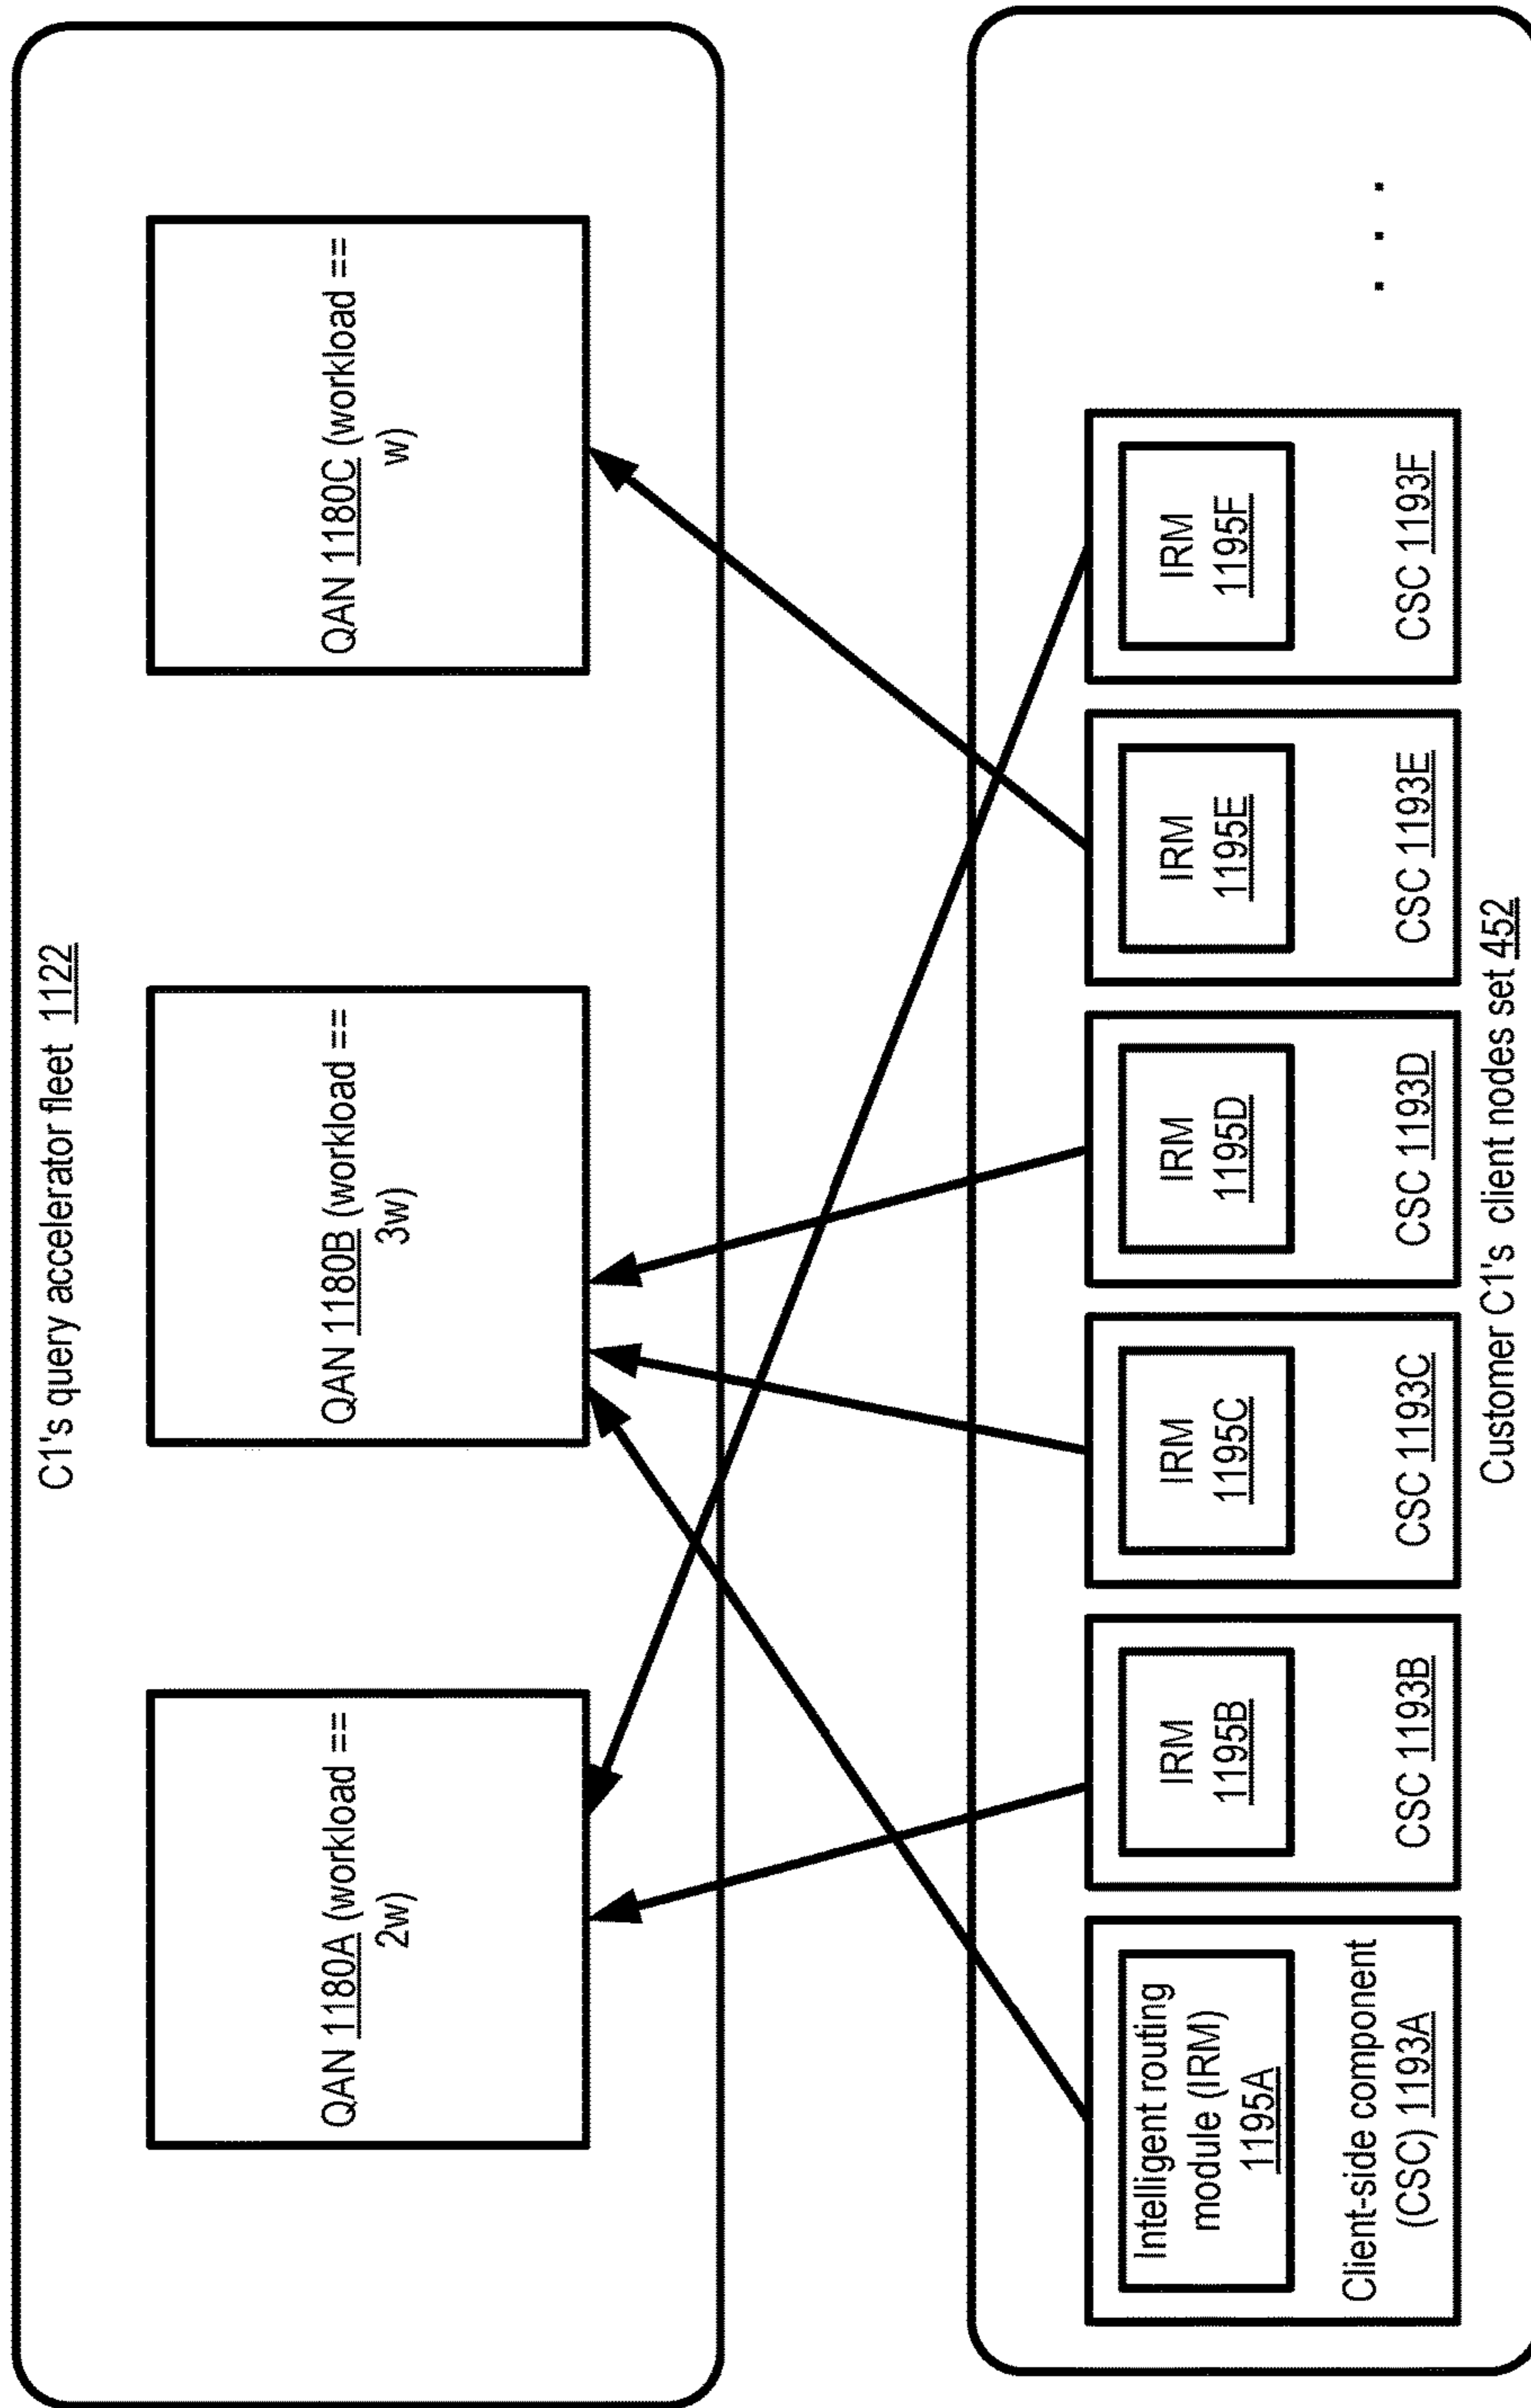 C1's query accelerator fleet 1122
QAN 1180A (workload ==
2w)
QAN 1180B (workload ==
3w)
QAN 1180C (workload ==
w)
Intelligent routing
module (IRM)
1195A
Client-side component
(CSC) 1193A
IRM
1195B
CSC 1193B
IRM
1195C
CSC 1193C
IRM
1195D
CSC 1193D
IRM
1195E
CSC 1193E
IRM
1195F
CSC 1193F
. . .
Customer C1's client nodes set 452